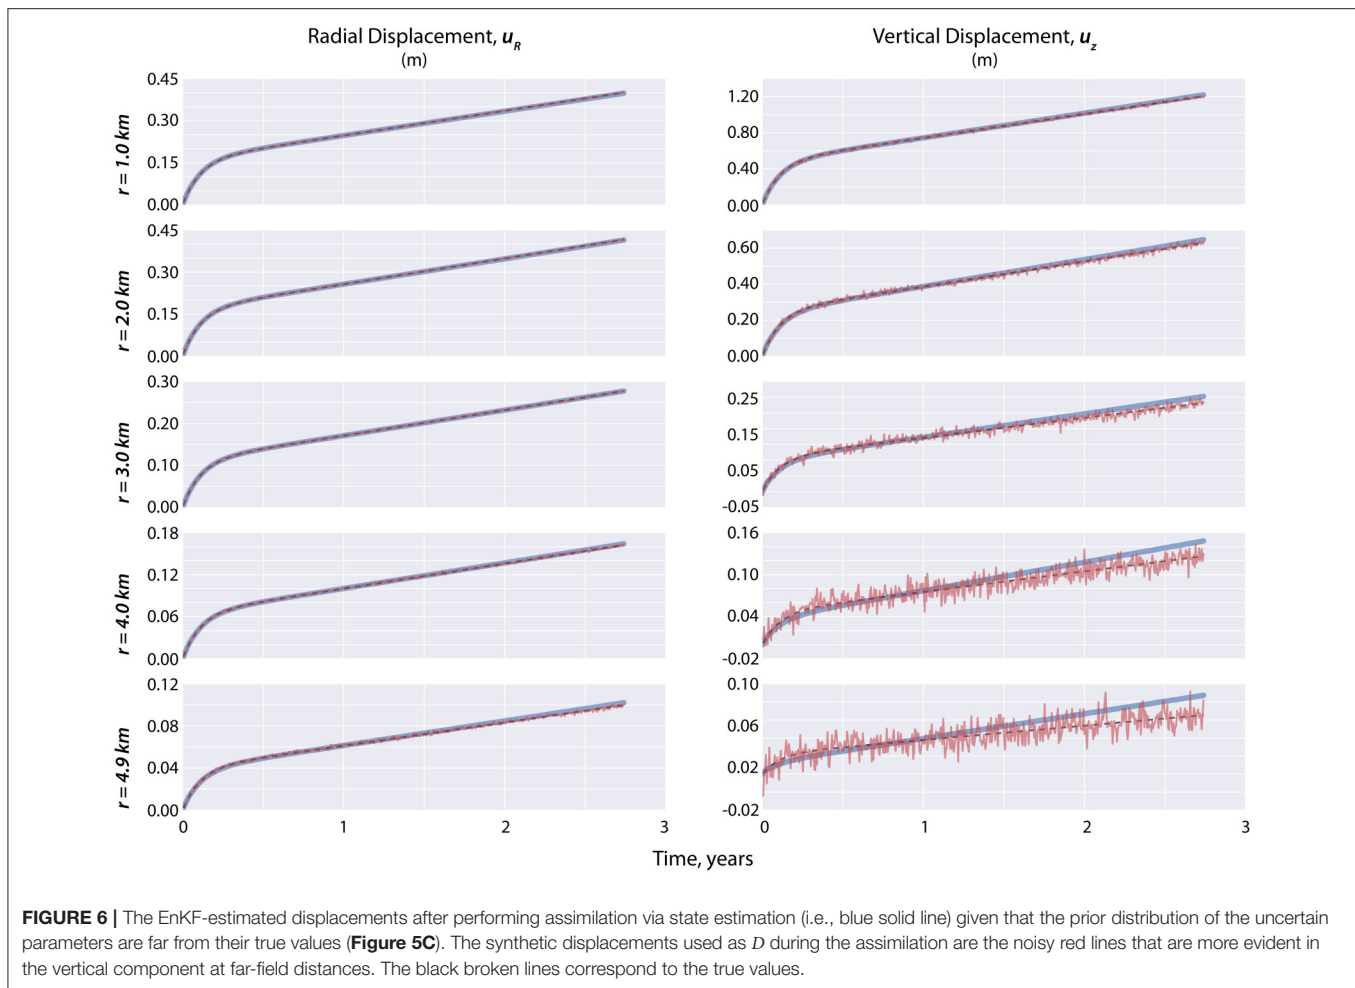 Radial Displacement, u_R
(m)
Vertical Displacement, u_z
(m)
r = 1.0 km
0.45
0.30
0.15
0.00
1.20
0.80
0.40
0.00
r = 2.0 km
0.45
0.30
0.15
0.00
0.60
0.40
0.20
0.00
r = 3.0 km
0.30
0.20
0.10
0.00
0.25
0.15
0.05
-0.05
r = 4.0 km
0.18
0.12
0.06
0.00
0.16
0.10
0.04
-0.02
r = 4.9 km
0.12
0.08
0.04
0.00
0.10
0.06
0.02
-0.02
0 1 2 3
0 1 2 3
Time, years
FIGURE 6 | The EnKF-estimated displacements after performing assimilation via state estimation (i.e., blue solid line) given that the prior distribution of the uncertain
parameters are far from their true values (Figure 5C). The synthetic displacements used as D during the assimilation are the noisy red lines that are more evident in
the vertical component at far-field distances. The black broken lines correspond to the true values.